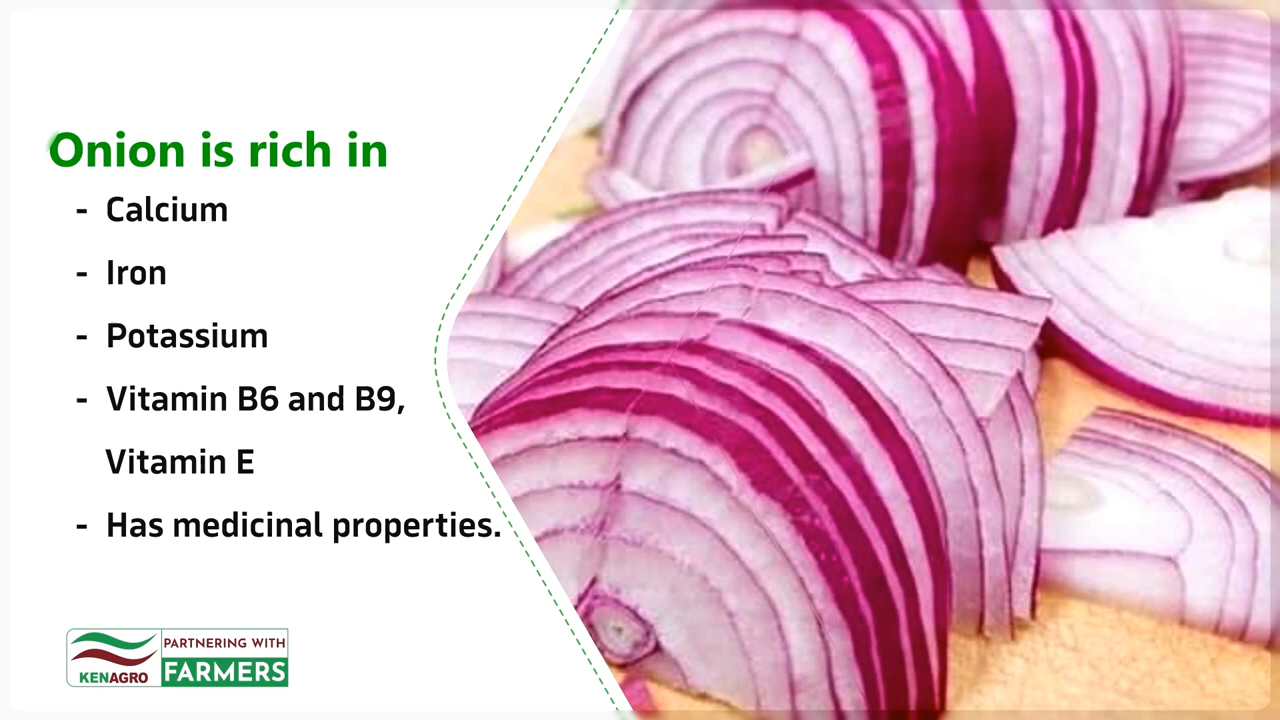 Onion is rich in
- Calcium
- Iron
- Potassium
- Vitamin B6 and B9,
Vitamin E
- Has medicinal properties.
KENAGRO
PARTNERING WITH
FARMERS